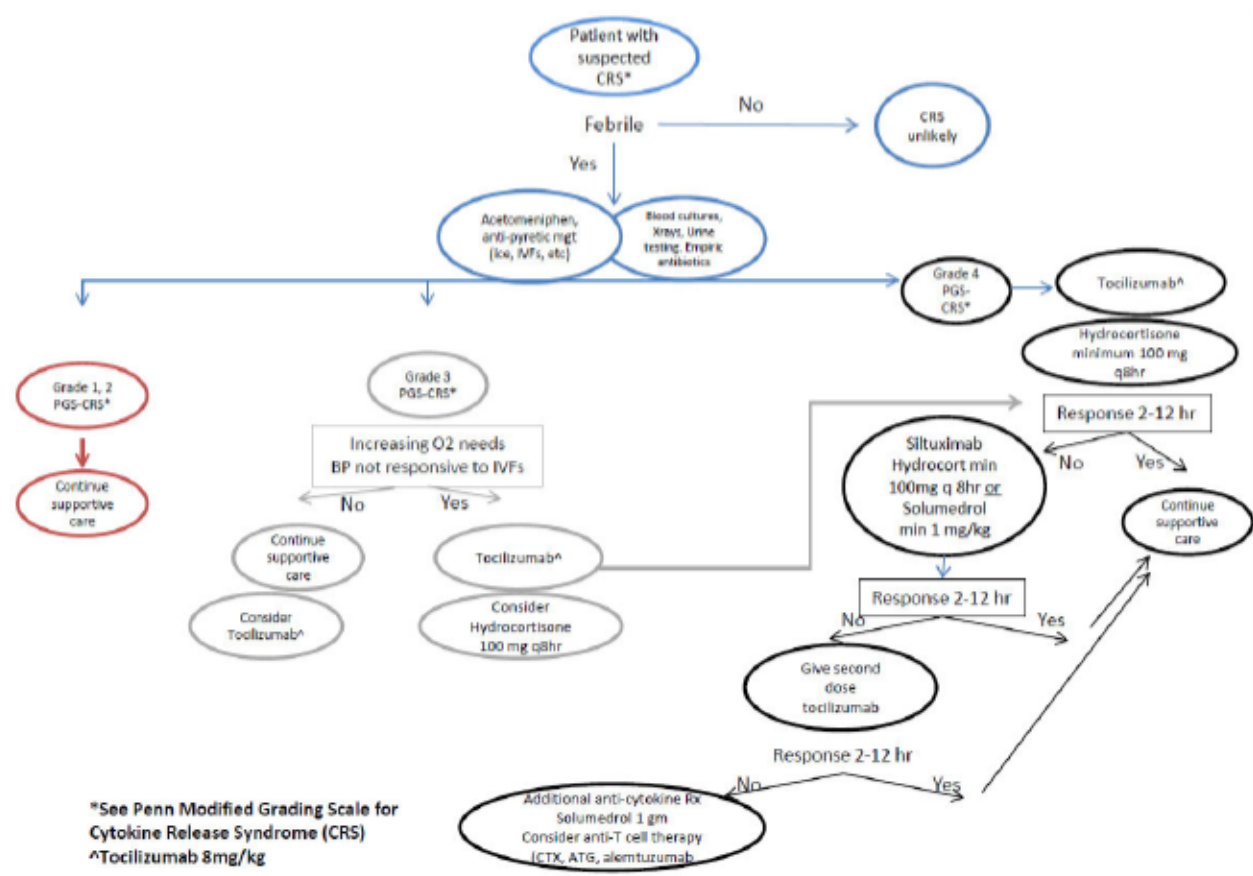 Patient with
suspected
CRS*
No
Febrile
CRS
unlikely
Yes
Acetomeniphen,
anti-pyretic mgt
(Ice, IVFs, etc)
Blood cultures,
Xrays, Urine
testing, Empiric
antibiotics
Grade 4
PGS-
CRS*
Tocilizumab^
Hydrocortisone
minimum 100 mg
q8hr
Grade 1, 2
PGS-CRS*
Grade 3
PGS-CRS*
Response 2-12 hr
No
Yes
Increasing O2 needs
BP not responsive to IVFs
No
Yes
Siltuximab
Hydrocort min
100mg q 8hr or
Solumedrol
min 1 mg/kg
Continue
supportive
care
Continue
supportive
care
Continue
supportive
care
Tocilizumab^
Consider
Tocilizumab^
Consider
Hydrocortisone
100 mg q8hr
Response 2-12 hr
No
Yes
Give second
dose
tocilizumab
Response 2-12 hr
No
Yes
Additional anti-cytokine Rx
Solumedrol 1 gm
Consider anti-T cell therapy
(CTX, ATG, alemtuzumab
*See Penn Modified Grading Scale for
Cytokine Release Syndrome (CRS)
^Tocilizumab 8mg/kg